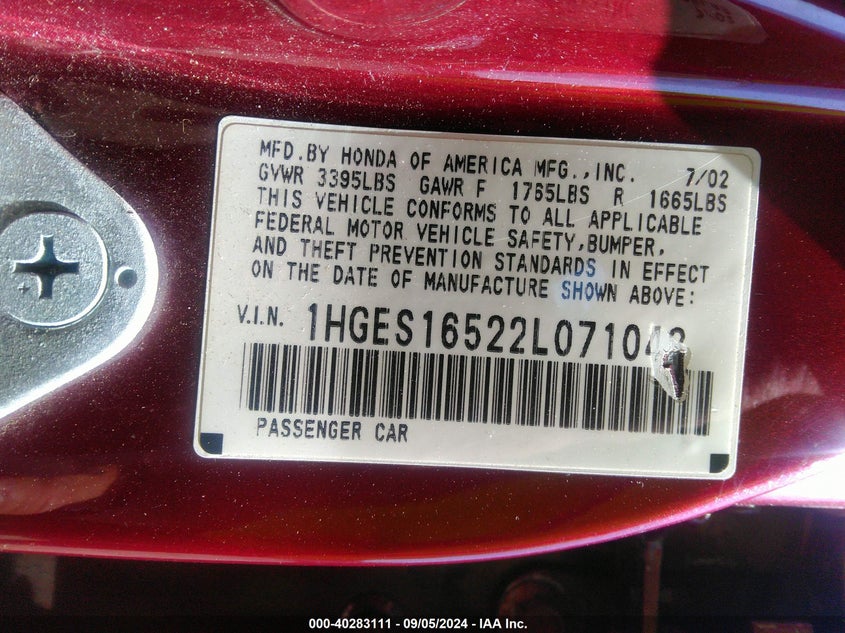 MFD.BY HONDA OF AMERICA MFG.,INC. 7/02
GVWR 3395LBS GAWR F 1765LBS R 1665LBS
THIS VEHICLE CONFORMS TO ALL APPLICABLE
FEDERAL MOTOR VEHICLE SAFETY,BUMPER,
AND THEFT PREVENTION STANDARDS IN EFFECT
ON THE DATE OF MANUFACTURE SHOWN ABOVE:
V.I.N. 1HGES16522L071048
PASSENGER CAR
000-40283111 - 09/05/2024 - IAA Inc.